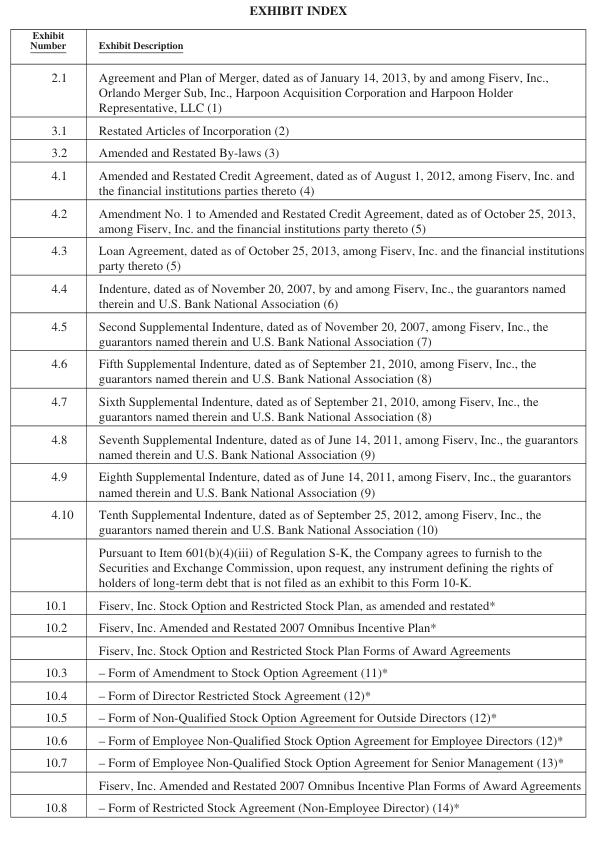 EXHIBIT INDEX
Exhibit
Number
Exhibit Description
2.1 Agreement and Plan of Merger, dated as of January 14, 2013, by and among Fiserv, Inc.,
Orlando Merger Sub, Inc., Harpoon Acquisition Corporation and Harpoon Holder
Representative, LLC (1)
3.1 Restated Articles of Incorporation (2)
3.2 Amended and Restated By-laws (3)
4.1 Amended and Restated Credit Agreement, dated as of August 1, 2012, among Fiserv, Inc. and
the financial institutions parties thereto (4)
4.2 Amendment No. 1 to Amended and Restated Credit Agreement, dated as of October 25, 2013,
among Fiserv, Inc. and the financial institutions party thereto (5)
4.3 Loan Agreement, dated as of October 25, 2013, among Fiserv, Inc. and the financial institutions
party thereto (5)
4.4 Indenture, dated as of November 20, 2007, by and among Fiserv, Inc., the guarantors named
therein and U.S. Bank National Association (6)
4.5 Second Supplemental Indenture, dated as of November 20, 2007, among Fiserv, Inc., the
guarantors named therein and U.S. Bank National Association (7)
4.6 Fifth Supplemental Indenture, dated as of September 21, 2010, among Fiserv, Inc., the
guarantors named therein and U.S. Bank National Association (8)
4.7 Sixth Supplemental Indenture, dated as of September 21, 2010, among Fiserv, Inc., the
guarantors named therein and U.S. Bank National Association (8)
4.8 Seventh Supplemental Indenture, dated as of June 14, 2011, among Fiserv, Inc., the guarantors
named therein and U.S. Bank National Association (9)
4.9 Eighth Supplemental Indenture, dated as of June 14, 2011, among Fiserv, Inc., the guarantors
named therein and U.S. Bank National Association (9)
4.10 Tenth Supplemental Indenture, dated as of September 25, 2012, among Fiserv, Inc., the
guarantors named therein and U.S. Bank National Association (10)
Pursuant to Item 601(b)(4)(iii) of Regulation S-K, the Company agrees to furnish to the
Securities and Exchange Commission, upon request, any instrument defining the rights of
holders of long-term debt that is not filed as an exhibit to this Form 10-K.
10.1 Fiserv, Inc. Stock Option and Restricted Stock Plan, as amended and restated*
10.2 Fiserv, Inc. Amended and Restated 2007 Omnibus Incentive Plan*
Fiserv, Inc. Stock Option and Restricted Stock Plan Forms of Award Agreements
10.3 – Form of Amendment to Stock Option Agreement (11)*
10.4 – Form of Director Restricted Stock Agreement (12)*
10.5 – Form of Non-Qualified Stock Option Agreement for Outside Directors (12)*
10.6 – Form of Employee Non-Qualified Stock Option Agreement for Employee Directors (12)*
10.7 – Form of Employee Non-Qualified Stock Option Agreement for Senior Management (13)*
Fiserv, Inc. Amended and Restated 2007 Omnibus Incentive Plan Forms of Award Agreements
10.8 – Form of Restricted Stock Agreement (Non-Employee Director) (14)*